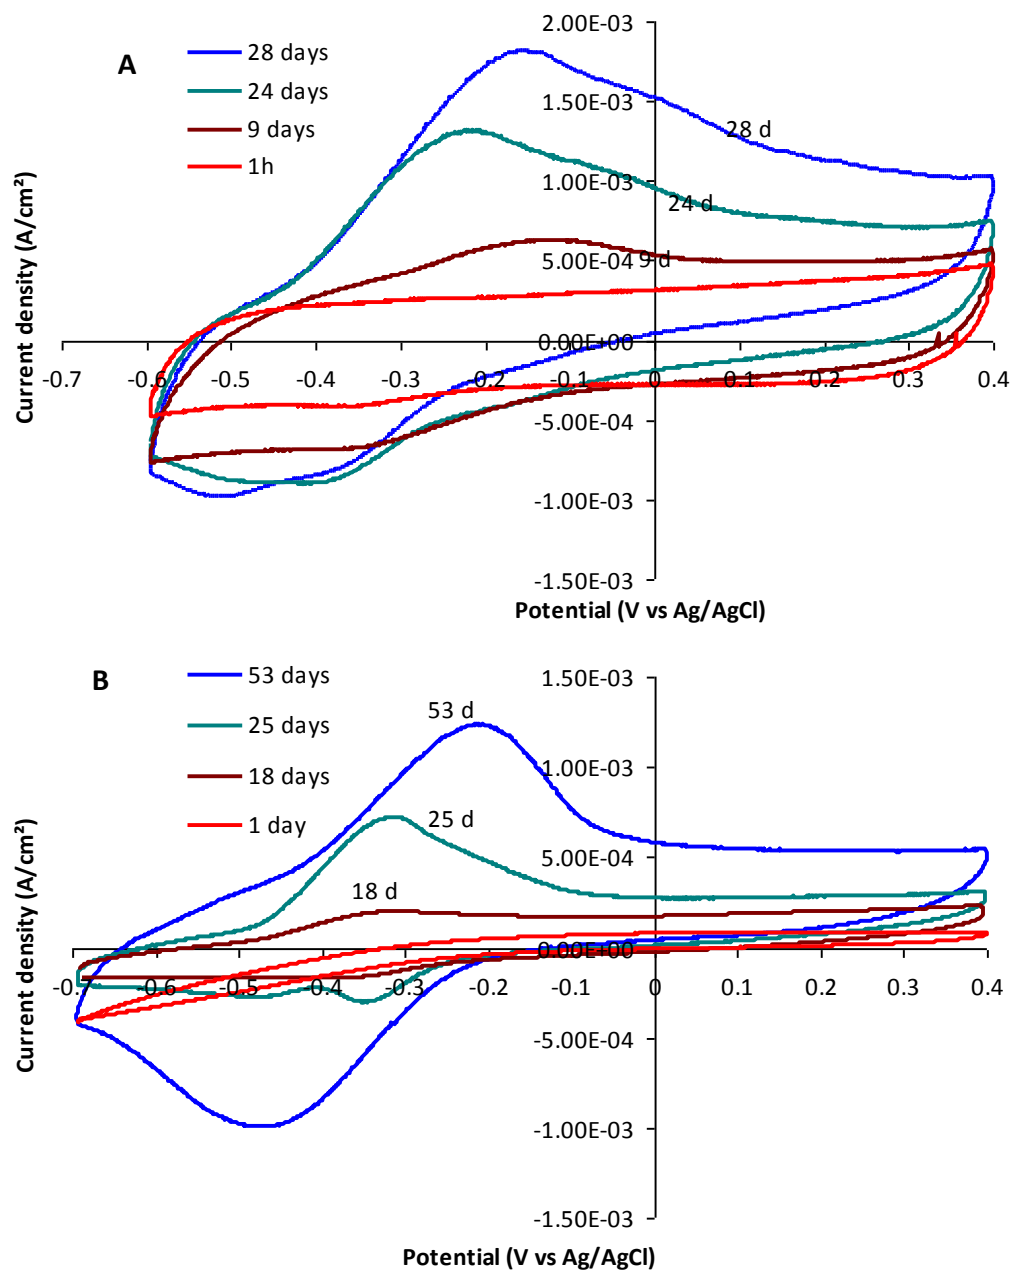 A
28 days
24 days
9 days
1h
2.00E-03
1.50E-03
1.00E-03
5.00E-04
0.00E+00
-5.00E-04
-1.00E-03
-1.50E-03
28 d
24 d
9 d
-0.7 -0.6 -0.5 -0.4 -0.3 -0.2 -0.1 0 0.1 0.2 0.3 0.4
Current density (A/cm²)
Potential (V vs Ag/AgCl)
B
53 days
25 days
18 days
1 day
1.50E-03
1.00E-03
5.00E-04
0.00E+00
-5.00E-04
-1.00E-03
-1.50E-03
53 d
25 d
18 d
-0.6 -0.5 -0.4 -0.3 -0.2 -0.1 0 0.1 0.2 0.3 0.4
Current density (A/cm²)
Potential (V vs Ag/AgCl)